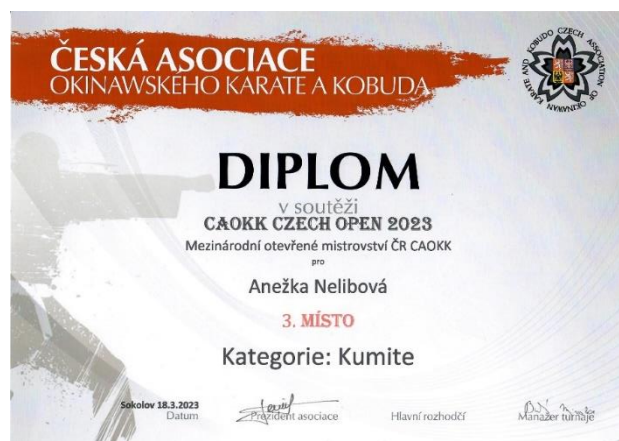 ČESKÁ ASOCIACE
OKINAWSKÉHO KARATE A KOBUDA
KARATE AND KOBUDO CZECH ASSOCIATION OF OKINAWAN
DIPLOM
v soutěži
CAOKK CZECH OPEN 2023
Mezinárodní otevřené mistrovství ČR CAOKK
pro
Anežka Nelibová
3. MÍSTO
Kategorie: Kumite
Sokolov 18.3.2023
Datum
Prezident asociace
Hlavní rozhodčí
Manažer turnaje